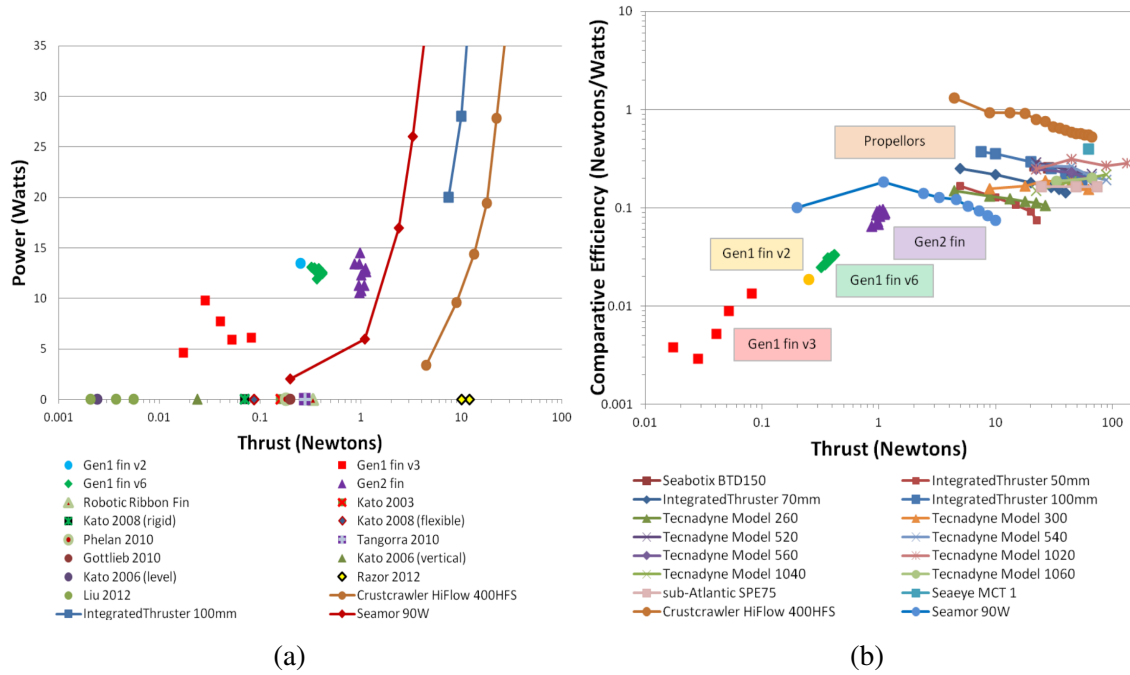 35
30
25
20
15
10
5
0
Power (Watts)
0.001 0.01 0.1 1 10 100
Thrust (Newtons)
Gen1 fin v2 Gen1 fin v3
Gen1 fin v6 Gen2 fin
Robotic Ribbon Fin Kato 2003
Kato 2008 (rigid) Kato 2008 (flexible)
Phelan 2010 Tangorra 2010
Gottlieb 2010 Kato 2006 (vertical)
Kato 2006 (level) Razor 2012
Liu 2012 Crustcrawler HiFlow 400HFS
IntegratedThruster 100mm Seamor 90W
(a)
10
1
0.1
0.01
0.001
Comparative Efficiency (Newtons/Watts)
Propellors
Gen2 fin
Gen1 fin v2
Gen1 fin v6
Gen1 fin v3
0.01 0.1 1 10 100
Thrust (Newtons)
Seabotix BTD150 IntegratedThruster 50mm
IntegratedThruster 70mm IntegratedThruster 100mm
Tecnadyne Model 260 Tecnadyne Model 300
Tecnadyne Model 520 Tecnadyne Model 540
Tecnadyne Model 560 Tecnadyne Model 1020
Tecnadyne Model 1040 Tecnadyne Model 1060
sub-Atlantic SPE75 Seaeye MCT 1
Crustcrawler HiFlow 400HFS Seamor 90W
(b)